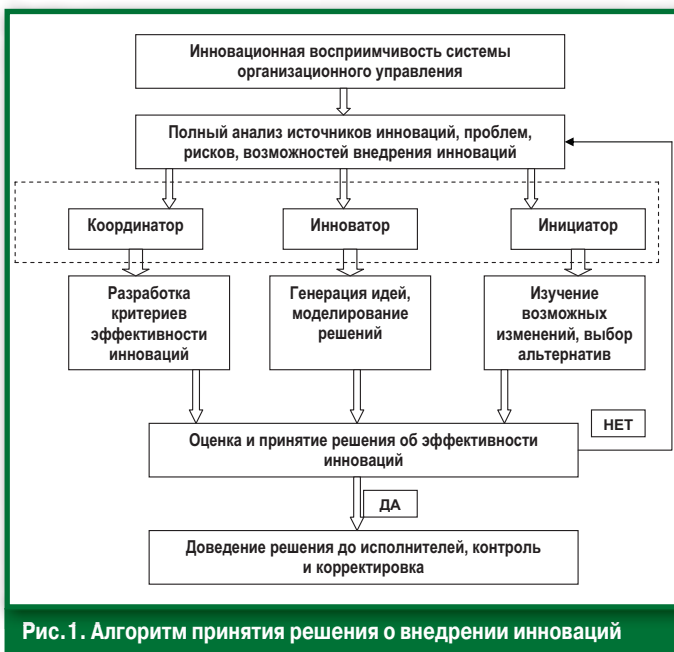 Инновационная восприимчивость системы
организационного управления
Полный анализ источников инноваций, проблем,
рисков, возможностей внедрения инноваций
Координатор
Инноватор
Инициатор
Разработка
критериев
эффективности
инноваций
Генерация идей,
моделирование
решений
Изучение
возможных
изменений, выбор
альтернатив
НЕТ
Оценка и принятие решения об эффективности
инноваций
ДА
Доведение решения до исполнителей, контроль
и корректировка
Рис.1. Алгоритм принятия решения о внедрении инноваций